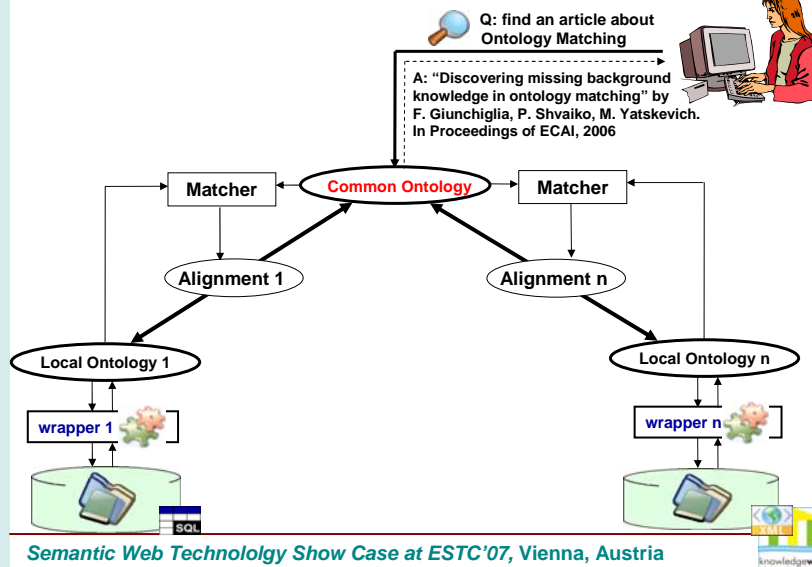 Q: find an article about
Ontology Matching
A: “Discovering missing background
knowledge in ontology matching” by
F. Giunchiglia, P. Shvaiko, M. Yatskevich.
In Proceedings of ECAI, 2006
Matcher
Common Ontology
Matcher
Alignment 1
Alignment n
Local Ontology 1
Local Ontology n
wrapper 1
wrapper n
SQL
XML
Semantic Web Technololgy Show Case at ESTC'07, Vienna, Austria